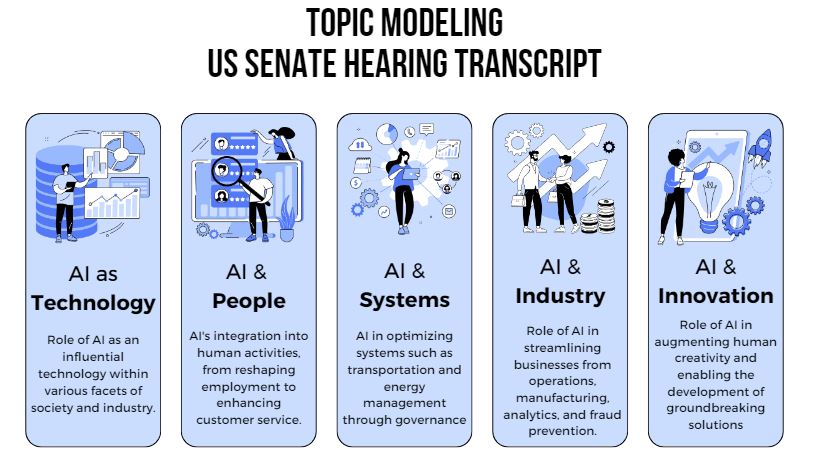 TOPIC MODELING
US SENATE HEARING TRANSCRIPT
AI as
Technology
Role of AI as an
influential
technology within
various facets of
society and industry.
AI &
People
AI's integration into
human activities,
from reshaping
employment to
enhancing
customer service.
AI &
Systems
AI in optimizing
systems such as
transportation and
energy
management
through governance
AI &
Industry
Role of AI in
streamlining
businesses from
operations,
manufacturing,
analytics, and fraud
prevention.
AI &
Innovation
Role of AI in
augmenting human
creativity and
enabling the
development of
groundbreaking
solutions